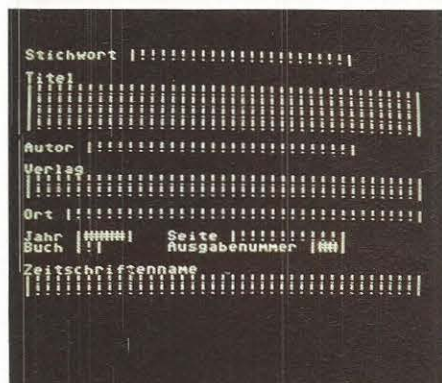 Stichwort
Titel
Autor
Verlag
Ort
Jahr Seite
Buch Ausgabenummer
Zeitschriftenname